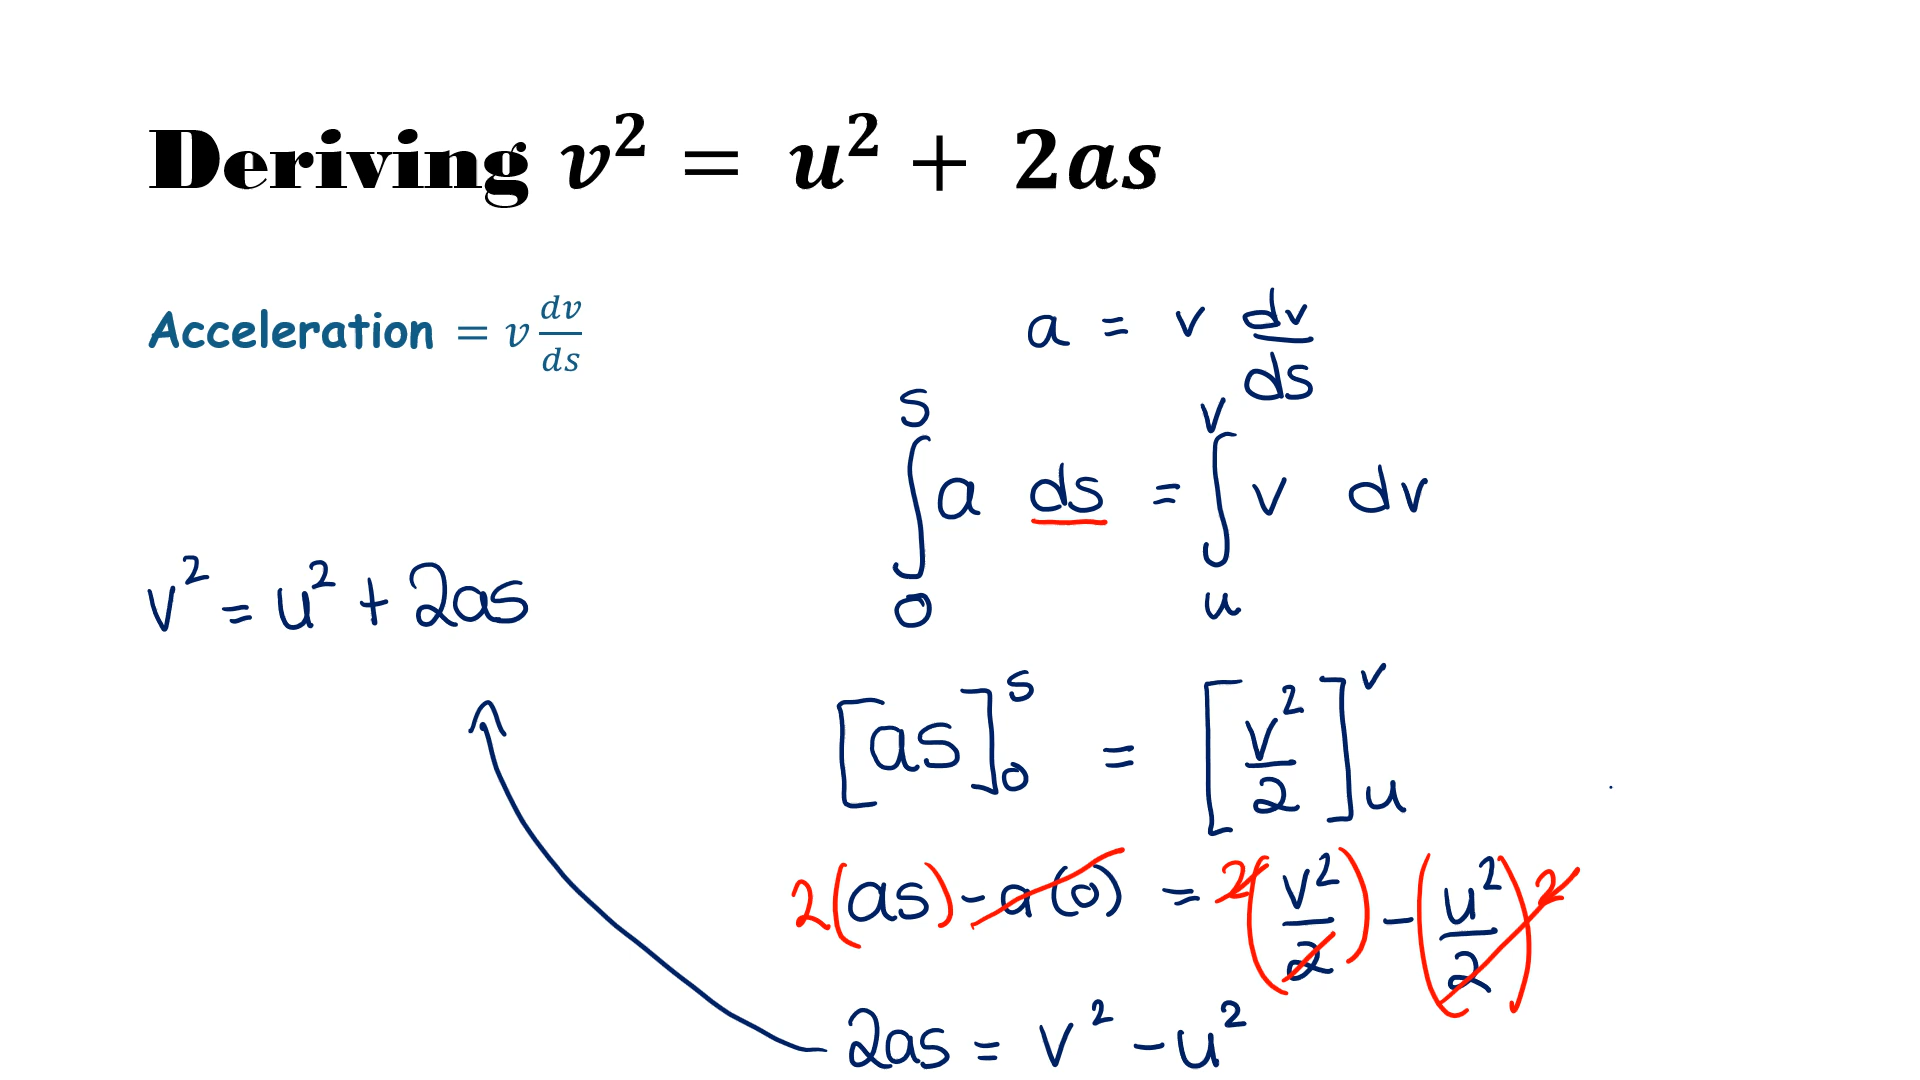 Deriving v² = u² + 2as
Acceleration = v dv/ds
a = v dv/ds
∫₀ˢ a ds = ∫ᵤᵛ v dv
v² = u² + 2as
[as]₀ˢ = [v²/2]ᵤᵛ
2(as) - a(0) = 2(v²/2) - (u²/2)2
2as = v² - u²